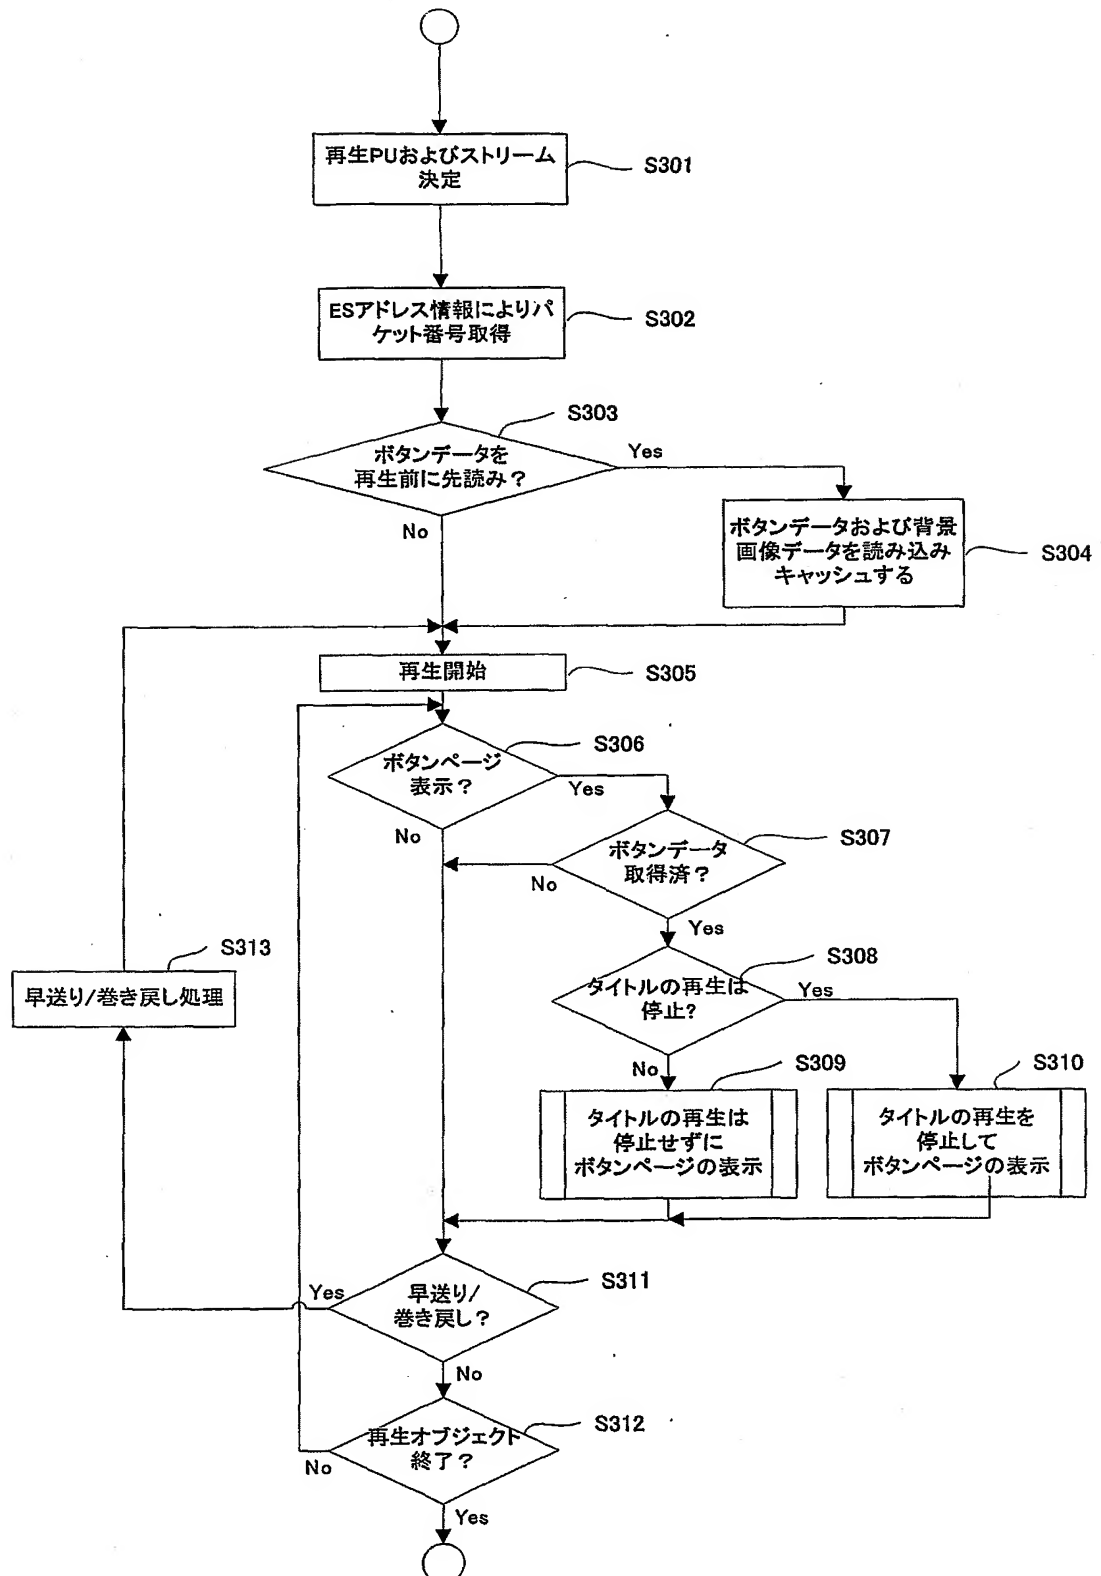 再生PUおよびストリーム
決定
S301
ESアドレス情報によりパ
ケット番号取得
S302
S303
ボタンデータを
再生前に先読み?
Yes
No
ボタンデータおよび背景
画像データを読み込み
キャッシュする
S304
再生開始
S305
S306
ボタンページ
表示?
Yes
No
S307
ボタンデータ
取得済?
No
Yes
S308
タイトルの再生は
停止?
Yes
No
S313
早送り/巻き戻し処理
S309
タイトルの再生は
停止せずに
ボタンページの表示
S310
タイトルの再生を
停止して
ボタンページの表示
S311
早送り/
巻き戻し?
Yes
No
S312
再生オブジェクト
終了?
No
Yes